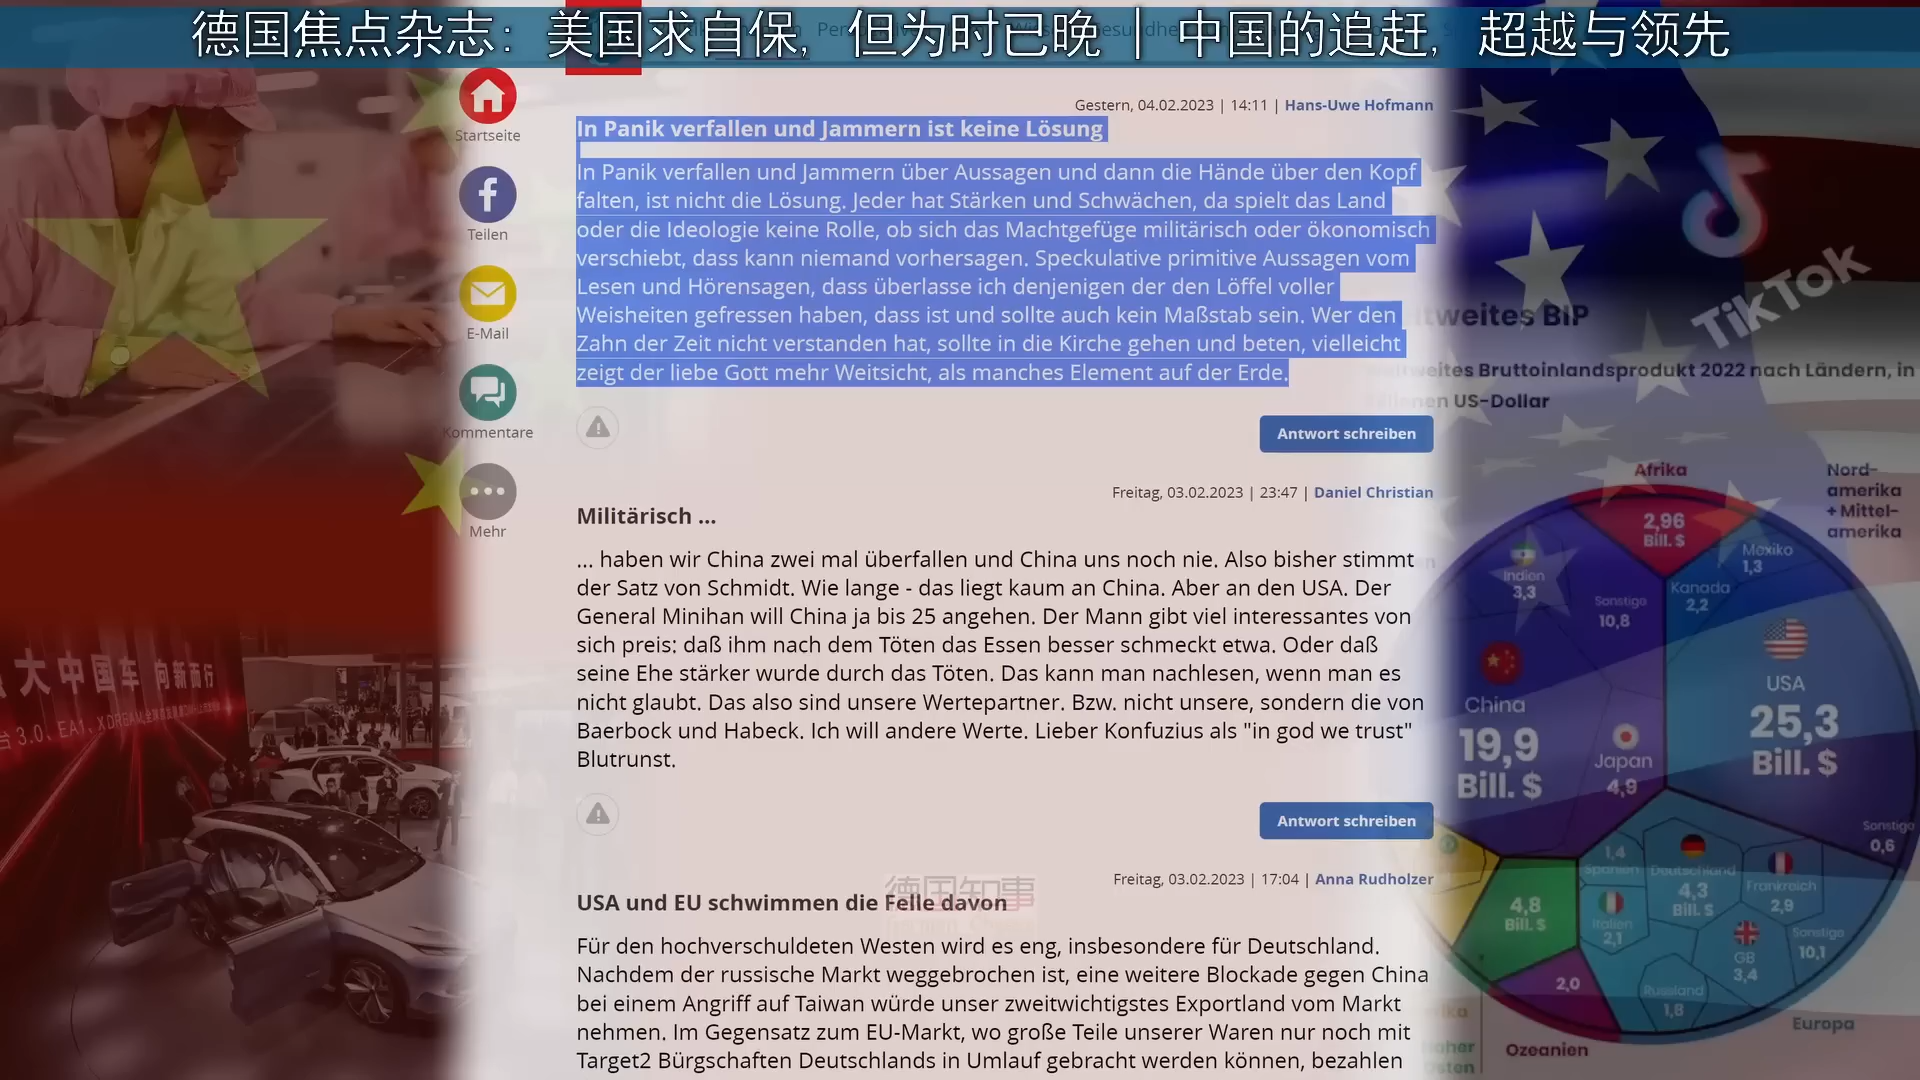 德国焦点杂志：美国求自保，但为时已晚 | 中国的追赶，超越与领先
Startseite
Teilen
E-Mail
Kommentare
Mehr
Gestern, 04.02.2023 | 14:11 | Hans-Uwe Hofmann
In Panik verfallen und Jammern ist keine Lösung
In Panik verfallen und Jammern über Aussagen und dann die Hände über den Kopf
falten, ist nicht die Lösung. Jeder hat Stärken und Schwächen, da spielt das Land
oder die Ideologie keine Rolle, ob sich das Machtgefüge militärisch oder ökonomisch
verschiebt, dass kann niemand vorhersagen. Speckulative primitive Aussagen vom
Lesen und Hörensagen, dass überlasse ich denjenigen der den Löffel voller
Weisheiten gefressen haben, dass ist und sollte auch kein Maßstab sein. Wer den
Zahn der Zeit nicht verstanden hat, sollte in die Kirche gehen und beten, vielleicht
zeigt der liebe Gott mehr Weitsicht, als manches Element auf der Erde.
Antwort schreiben
Freitag, 03.02.2023 | 23:47 | Daniel Christian
Militärisch ...
... haben wir China zwei mal überfallen und China uns noch nie. Also bisher stimmt
der Satz von Schmidt. Wie lange - das liegt kaum an China. Aber an den USA. Der
General Minihan will China ja bis 25 angehen. Der Mann gibt viel interessantes von
sich preis: daß ihm nach dem Töten das Essen besser schmeckt etwa. Oder daß
seine Ehe stärker wurde durch das Töten. Das kann man nachlesen, wenn man es
nicht glaubt. Das also sind unsere Wertepartner. Bzw. nicht unsere, sondern die von
Baerbock und Habeck. Ich will andere Werte. Lieber Konfuzius als "in god we trust"
Blutrunst.
Antwort schreiben
Freitag, 03.02.2023 | 17:04 | Anna Rudholzer
USA und EU schwimmen die Felle davon
德国知事
Für den hochverschuldeten Westen wird es eng, insbesondere für Deutschland.
Nachdem der russische Markt weggebrochen ist, eine weitere Blockade gegen China
bei einem Angriff auf Taiwan würde unser zweitwichtigstes Exportland vom Markt
nehmen. Im Gegensatz zum EU-Markt, wo große Teile unserer Waren nur noch mit
Target2 Bürgschaften Deutschlands in Umlauf gebracht werden können, bezahlen
TikTok
BIP
Bruttoinlandsprodukt 2022 nach Ländern, in
US-Dollar
Afrika
2,96
Bill. $
Nord-
amerika
+ Mittel-
amerika
Indien
3,3
Sonstige
10,8
Mexiko
1,3
Kanada
2,2
China
19,9
Bill. $
Japan
4,9
USA
25,3
Bill. $
Sonstige
0,6
4,8
Bill. $
1,4
Spanien
Deutschland
4,3
Bill. $
Frankreich
2,9
Italien
2,1
GB
3,4
Sonstige
10,1
2,0
Russland
1,8
Europa
Ozeanien
大中国车 向新而行
3.0, EA1, XDREAM